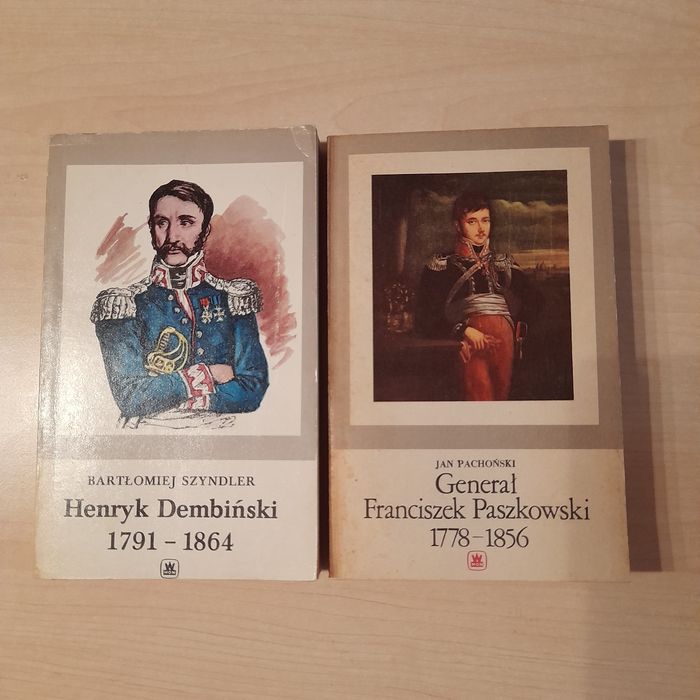 BARTŁOMIEJ SZYNDLER
Henryk Dembiński
1791 – 1864
JAN PACHOŃSKI
Generał
Franciszek Paszkowski
1778–1856